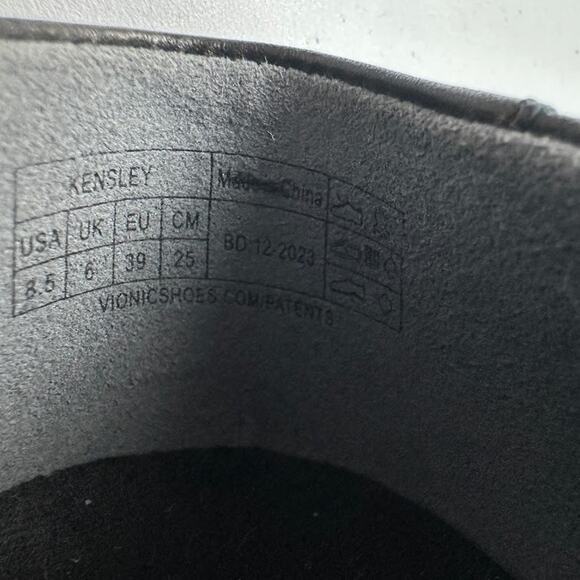 KENSLEY Made in China
USA UK EU CM BD 12-2023
8.5 6 39 25
VIONICSHOES.COM/PATENTS